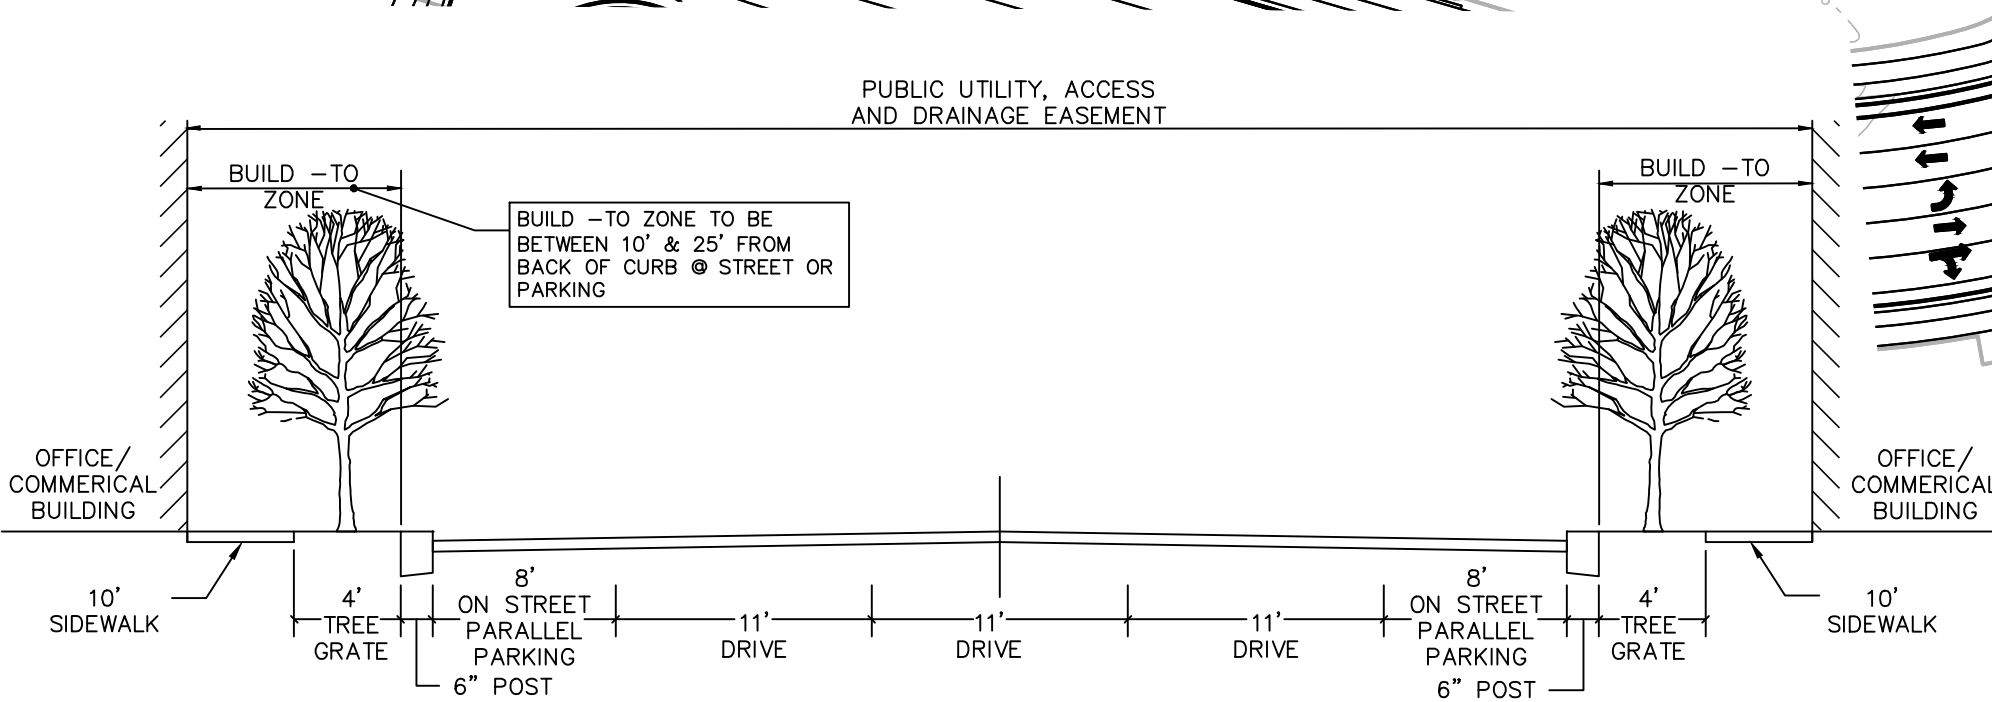 PUBLIC UTILITY, ACCESS
AND DRAINAGE EASEMENT
BUILD -TO
ZONE
BUILD -TO
ZONE
BUILD -TO ZONE TO BE
BETWEEN 10' & 25' FROM
BACK OF CURB @ STREET OR
PARKING
OFFICE/
COMMERICAL
BUILDING
OFFICE/
COMMERICAL
BUILDING
10'
SIDEWALK
4'
TREE
GRATE
6" POST
8'
ON STREET
PARALLEL
PARKING
11'
DRIVE
11'
DRIVE
11'
DRIVE
8'
ON STREET
PARALLEL
PARKING
6" POST
4'
TREE
GRATE
10'
SIDEWALK